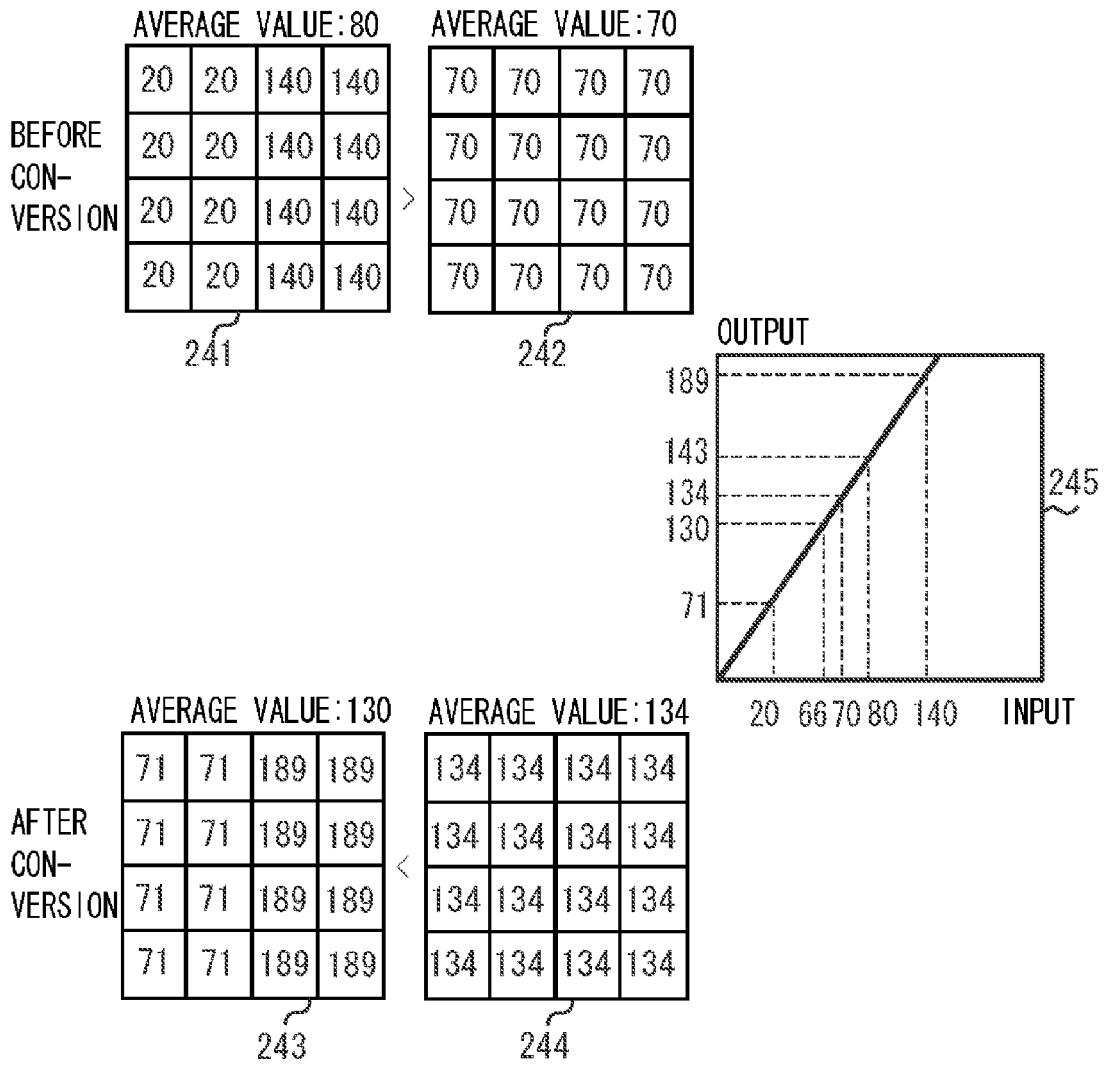 AVERAGE VALUE:80
20 20 140 140
20 20 140 140
20 20 140 140
20 20 140 140
241
BEFORE
CON-
VERSION
>
AVERAGE VALUE:70
70 70 70 70
70 70 70 70
70 70 70 70
70 70 70 70
242
OUTPUT
189
143
134
130
71
20 66 70 80 140
INPUT
245
AVERAGE VALUE:130
71 71 189 189
71 71 189 189
71 71 189 189
71 71 189 189
243
AFTER
CON-
VERSION
<
AVERAGE VALUE:134
134 134 134 134
134 134 134 134
134 134 134 134
134 134 134 134
244